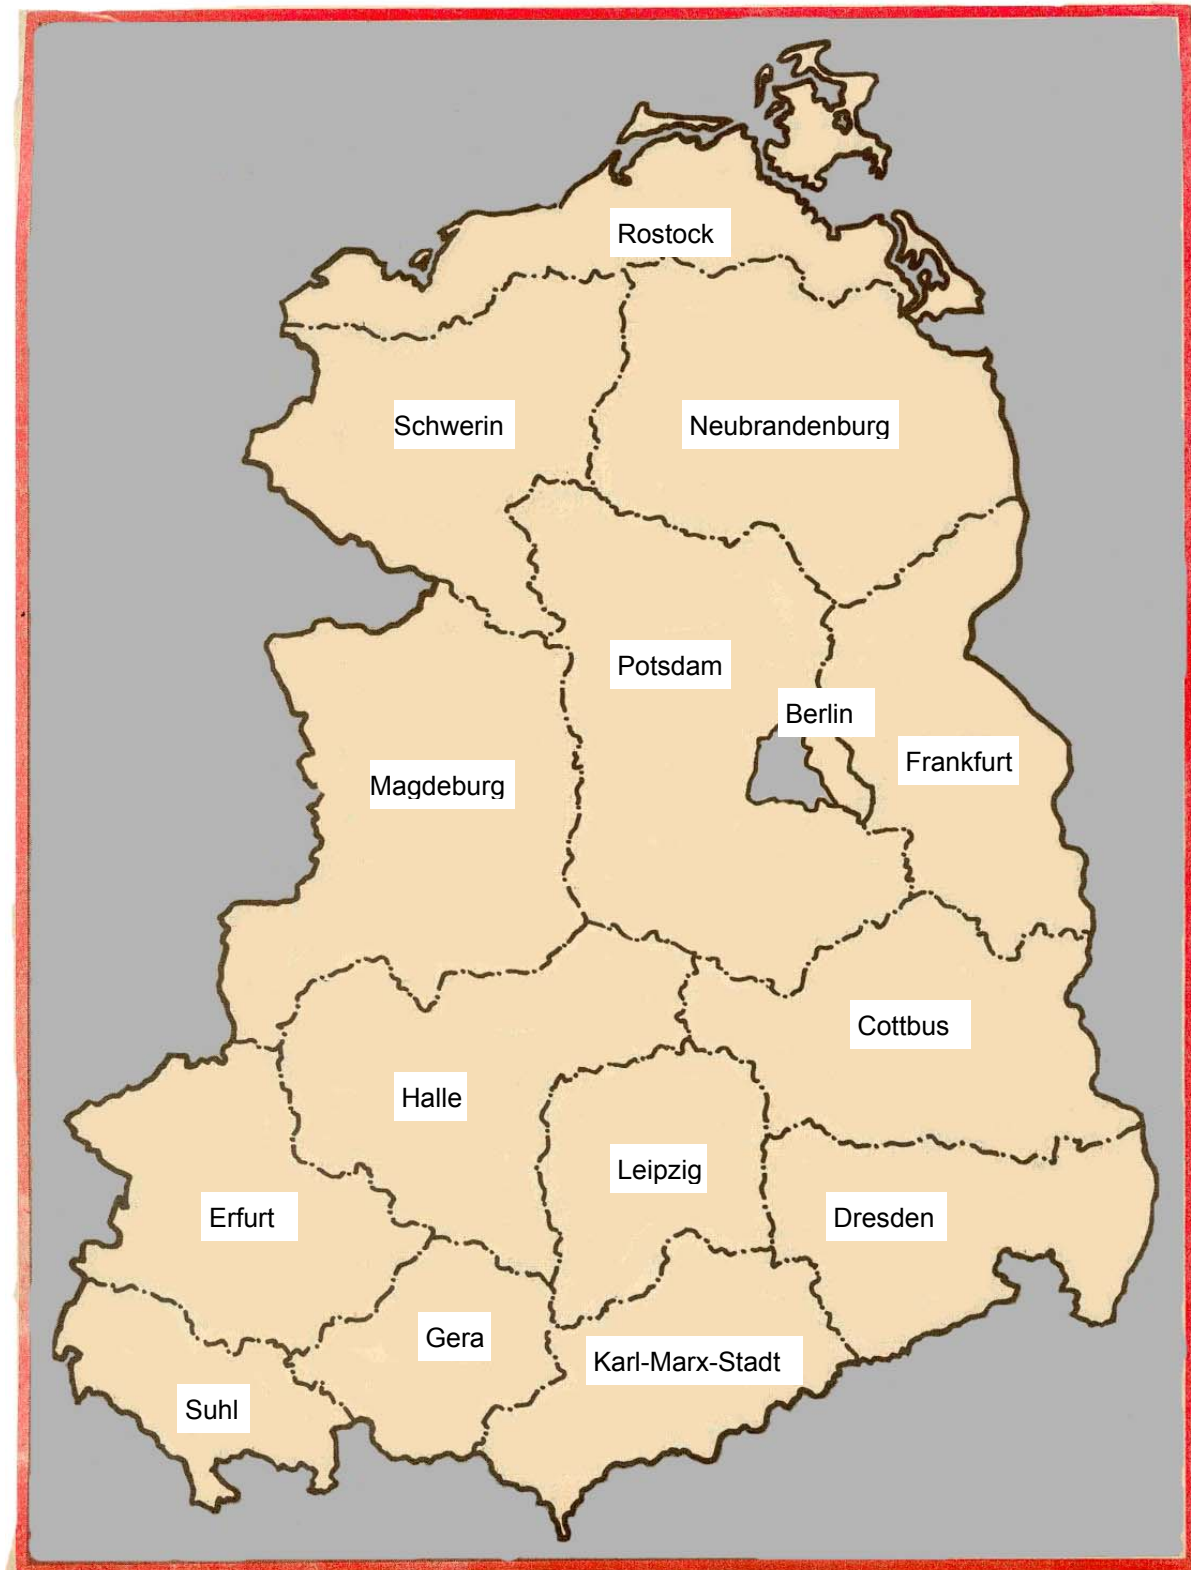 Rostock
Schwerin
Neubrandenburg
Potsdam
Berlin
Frankfurt
Magdeburg
Cottbus
Halle
Leipzig
Erfurt
Dresden
Gera
Karl-Marx-Stadt
Suhl